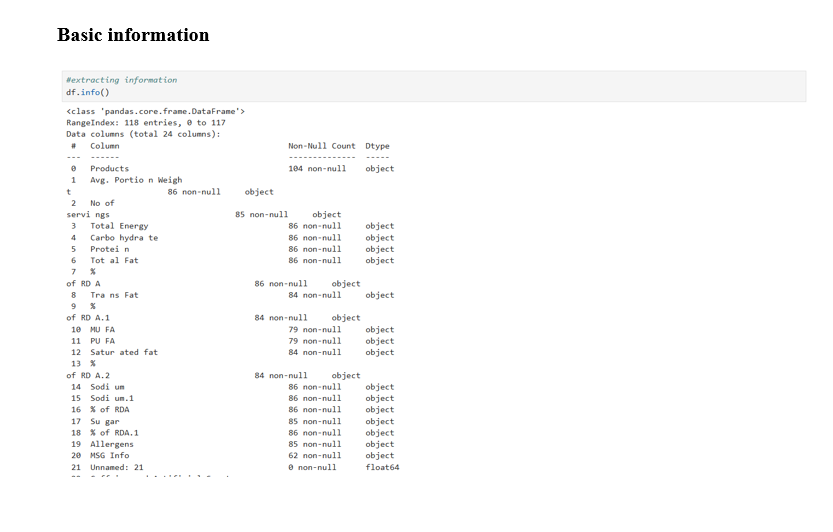 Basic information
#extracting information
df.info()
<class 'pandas.core.frame.DataFrame'>
RangeIndex: 118 entries, 0 to 117
Data columns (total 24 columns):
 #   Column                                  Non-Null Count  Dtype
---  ------                                  --------------  -----
 0   Products                                104 non-null    object
 1   Avg. Portio n Weigh
t                    86 non-null     object
 2   No of
servi ngs                          85 non-null     object
 3   Total Energy                            86 non-null     object
 4   Carbo hydra te                          86 non-null     object
 5   Protei n                                86 non-null     object
 6   Tot al Fat                              86 non-null     object
 7   %
of RD A                                86 non-null     object
 8   Tra ns Fat                              84 non-null     object
 9   %
of RD A.1                              84 non-null     object
 10  MU FA                                   79 non-null     object
 11  PU FA                                   79 non-null     object
 12  Satur ated fat                          84 non-null     object
 13  %
of RD A.2                              84 non-null     object
 14  Sodi um                                 86 non-null     object
 15  Sodi um.1                               86 non-null     object
 16  % of RDA                                86 non-null     object
 17  Su gar                                  85 non-null     object
 18  % of RDA.1                              86 non-null     object
 19  Allergens                               85 non-null     object
 20  MSG Info                                62 non-null     object
 21  Unnamed: 21                             0 non-null      float64